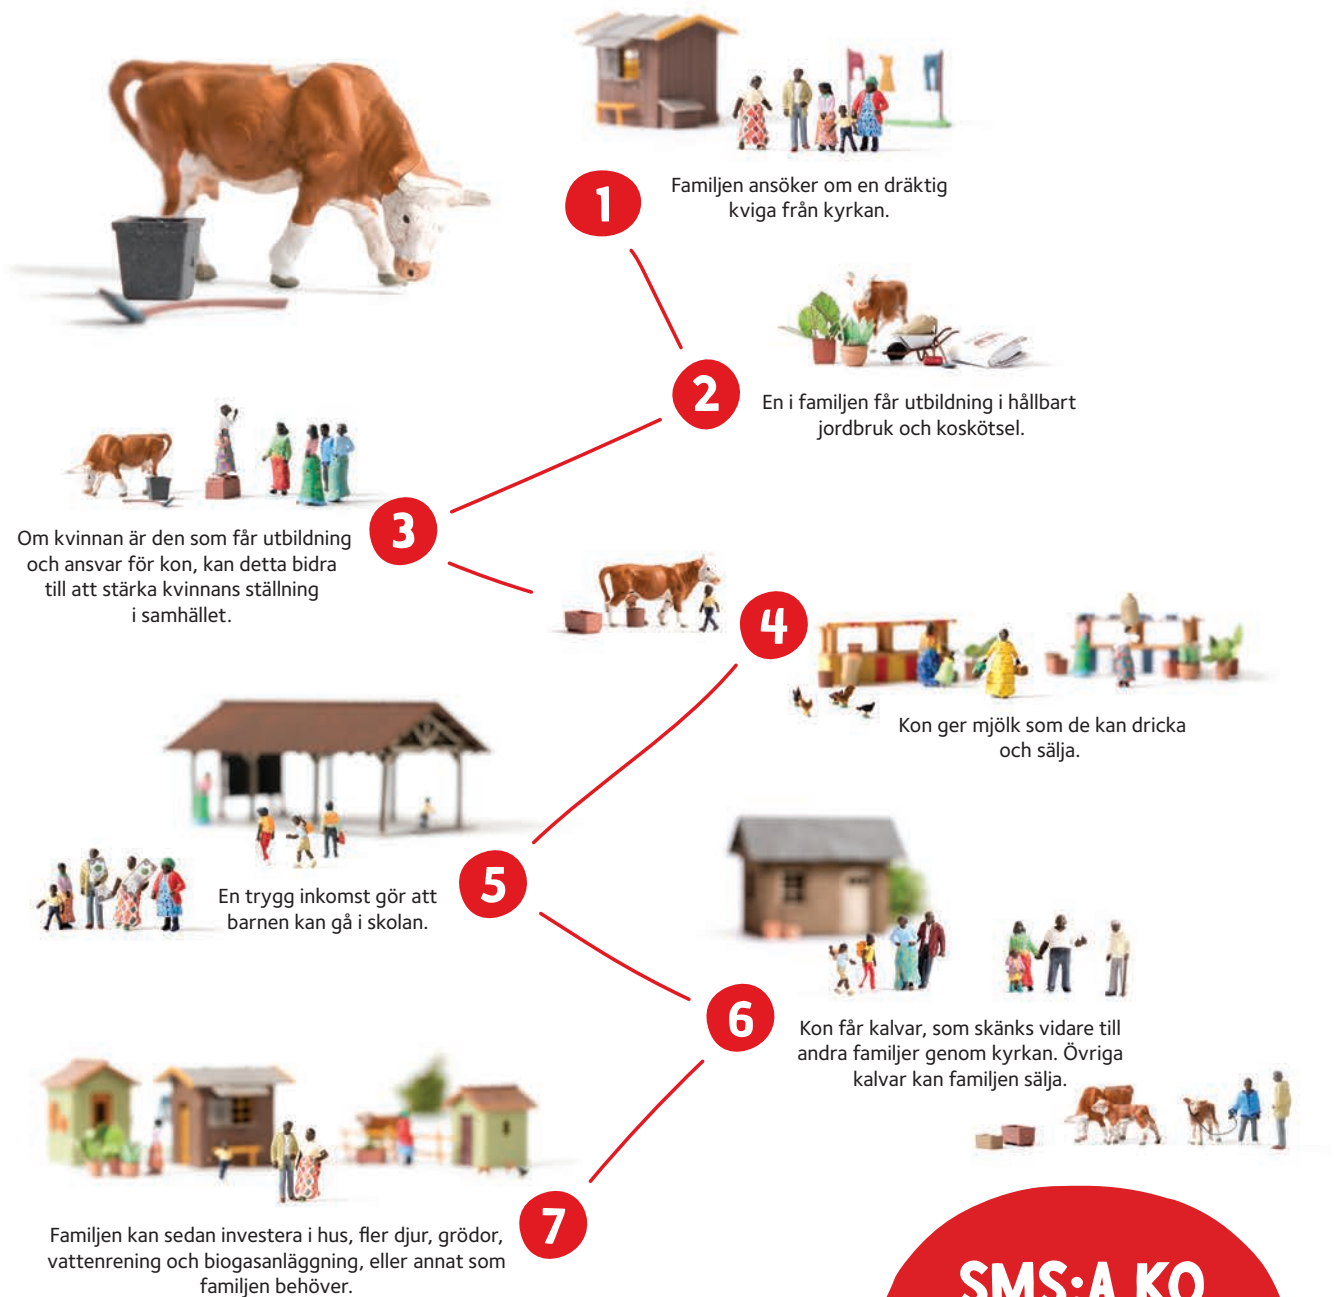 1
Familjen ansöker om en dräktig
kviga från kyrkan.
2
En i familjen får utbildning i hållbart
jordbruk och koskötsel.
3
Om kvinnan är den som får utbildning
och ansvar för kon, kan detta bidra
till att stärka kvinnans ställning
i samhället.
4
Kon ger mjölk som de kan dricka
och sälja.
5
En trygg inkomst gör att
barnen kan gå i skolan.
6
Kon får kalvar, som skänks vidare till
andra familjer genom kyrkan. Övriga
kalvar kan familjen sälja.
7
Familjen kan sedan investera i hus, fler djur, grödor,
vattenrening och biogasanläggning, eller annat som
familjen behöver.
SMS:A KO